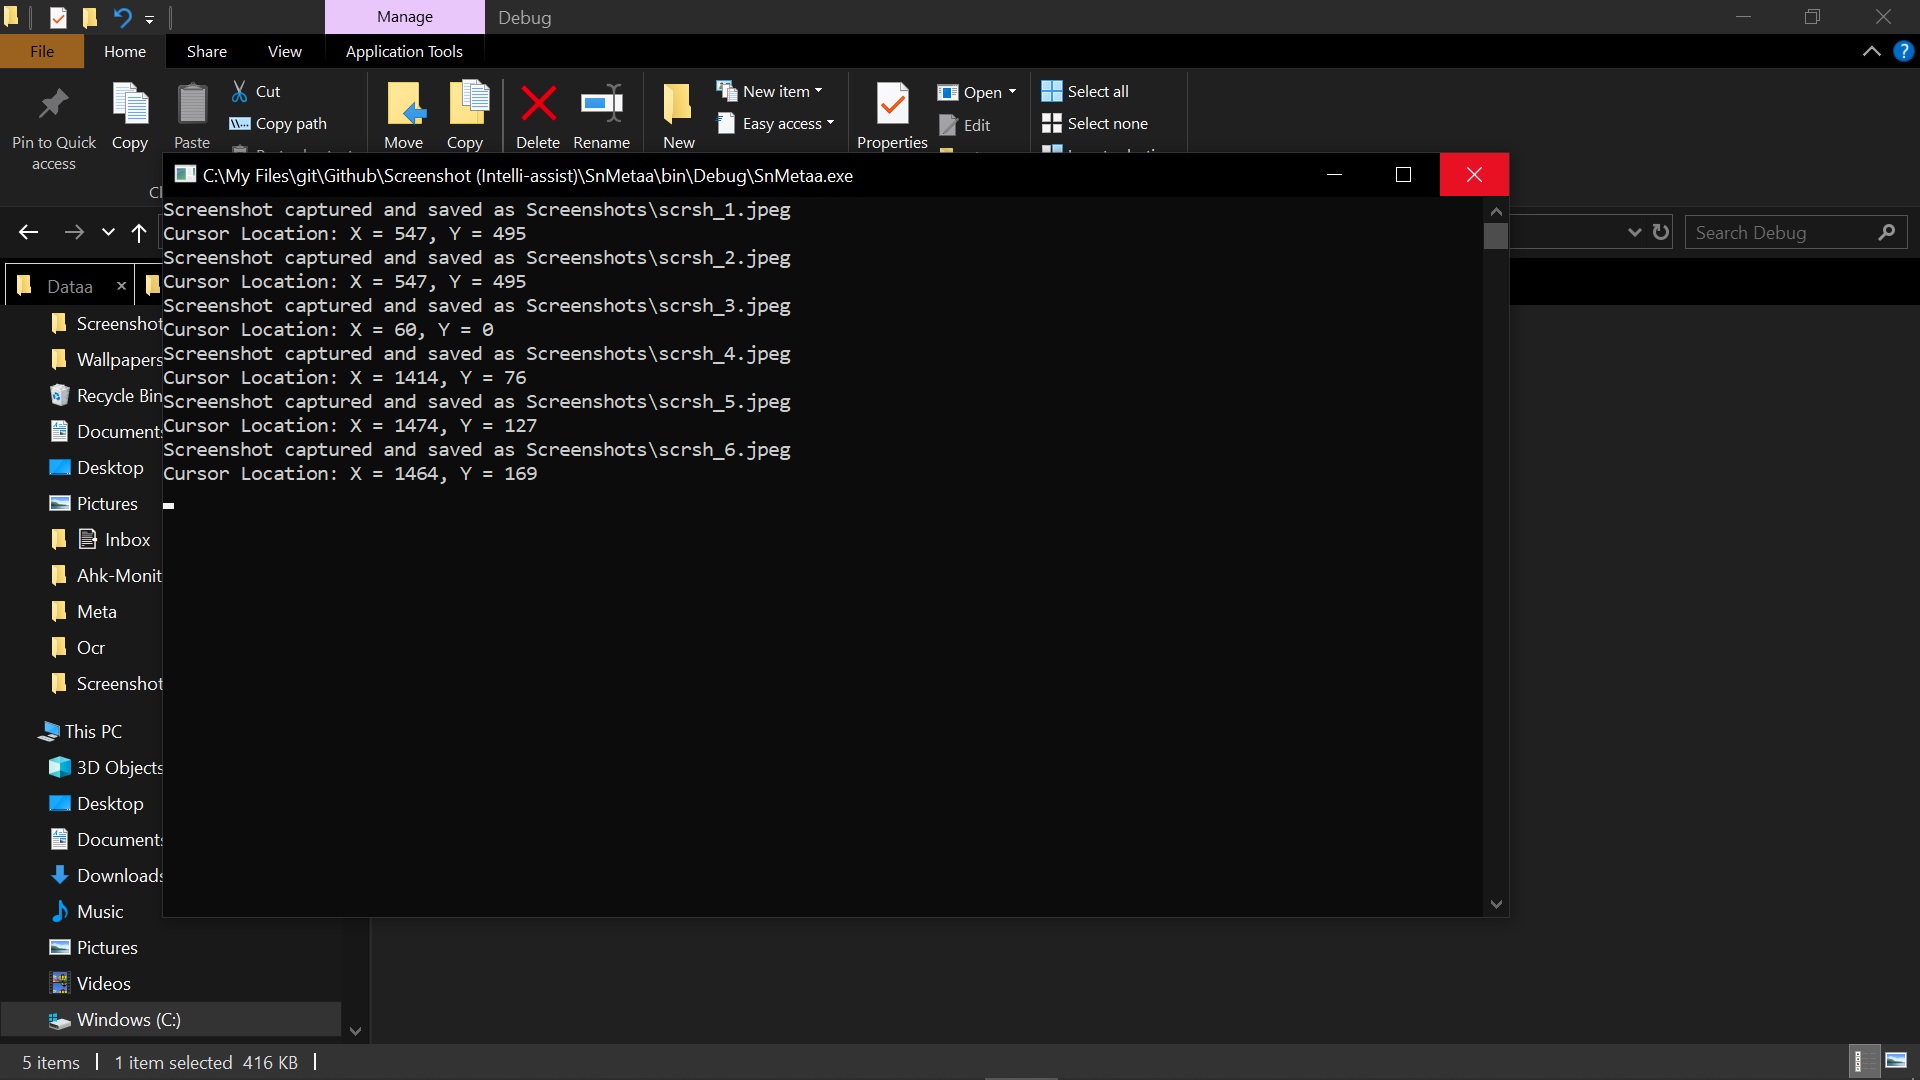 Manage
Debug
File
Home
Share
View
Application Tools
Pin to Quick access
Copy
Paste
Cut
Copy path
Move
Copy
Delete
Rename
New
New item
Easy access
Properties
Open
Edit
Select all
Select none
C:\My Files\git\Github\Screenshot (Intelli-assist)\SnMetaa\bin\Debug\SnMetaa.exe
Screenshot captured and saved as Screenshots\scrsh_1.jpeg
Cursor Location: X = 547, Y = 495
Screenshot captured and saved as Screenshots\scrsh_2.jpeg
Cursor Location: X = 547, Y = 495
Screenshot captured and saved as Screenshots\scrsh_3.jpeg
Cursor Location: X = 60, Y = 0
Screenshot captured and saved as Screenshots\scrsh_4.jpeg
Cursor Location: X = 1414, Y = 76
Screenshot captured and saved as Screenshots\scrsh_5.jpeg
Cursor Location: X = 1474, Y = 127
Screenshot captured and saved as Screenshots\scrsh_6.jpeg
Cursor Location: X = 1464, Y = 169
Search Debug
Dataa
Screenshot
Wallpapers
Recycle Bin
Documents
Desktop
Pictures
Inbox
Ahk-Monit
Meta
Ocr
Screenshot
This PC
3D Objects
Desktop
Documents
Downloads
Music
Pictures
Videos
Windows (C:)
5 items
1 item selected 416 KB